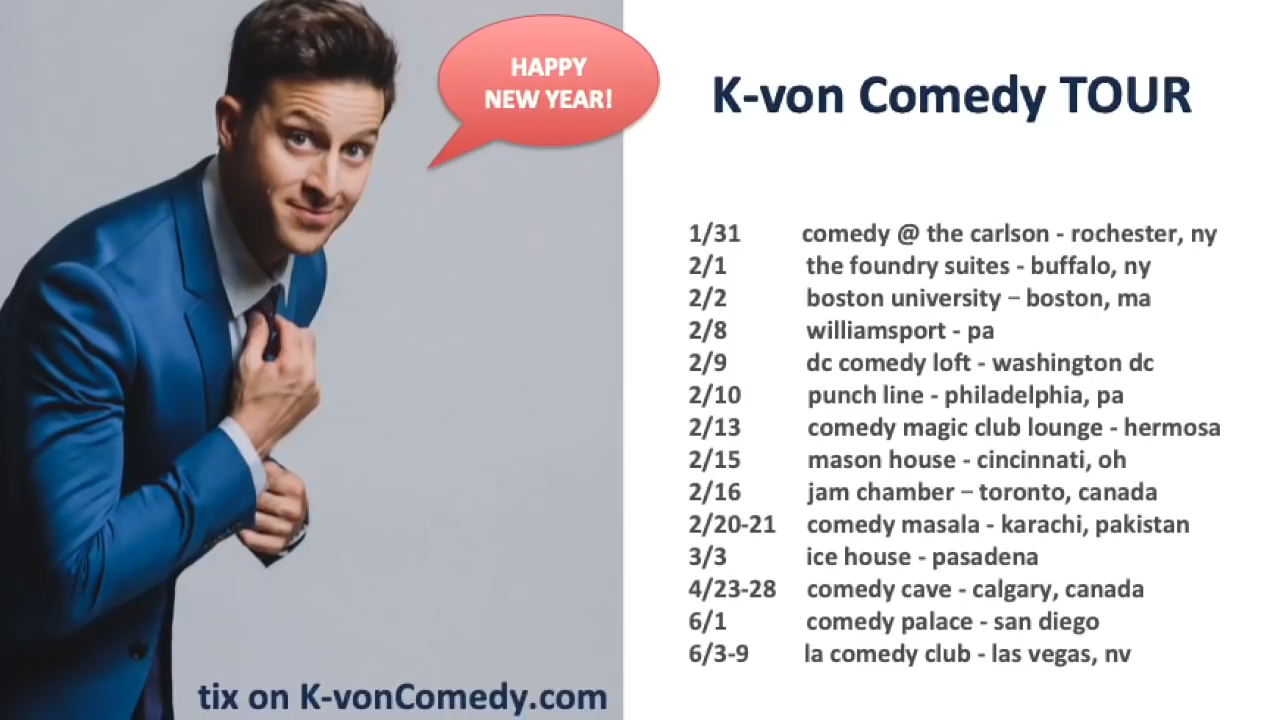 HAPPY
NEW YEAR!
K-von Comedy TOUR
1/31 comedy @ the carlson - rochester, ny
2/1 the foundry suites - buffalo, ny
2/2 boston university – boston, ma
2/8 williamsport - pa
2/9 dc comedy loft - washington dc
2/10 punch line - philadelphia, pa
2/13 comedy magic club lounge - hermosa
2/15 mason house - cincinnati, oh
2/16 jam chamber – toronto, canada
2/20-21 comedy masala - karachi, pakistan
3/3 ice house - pasadena
4/23-28 comedy cave - calgary, canada
6/1 comedy palace - san diego
6/3-9 la comedy club - las vegas, nv
tix on K-vonComedy.com